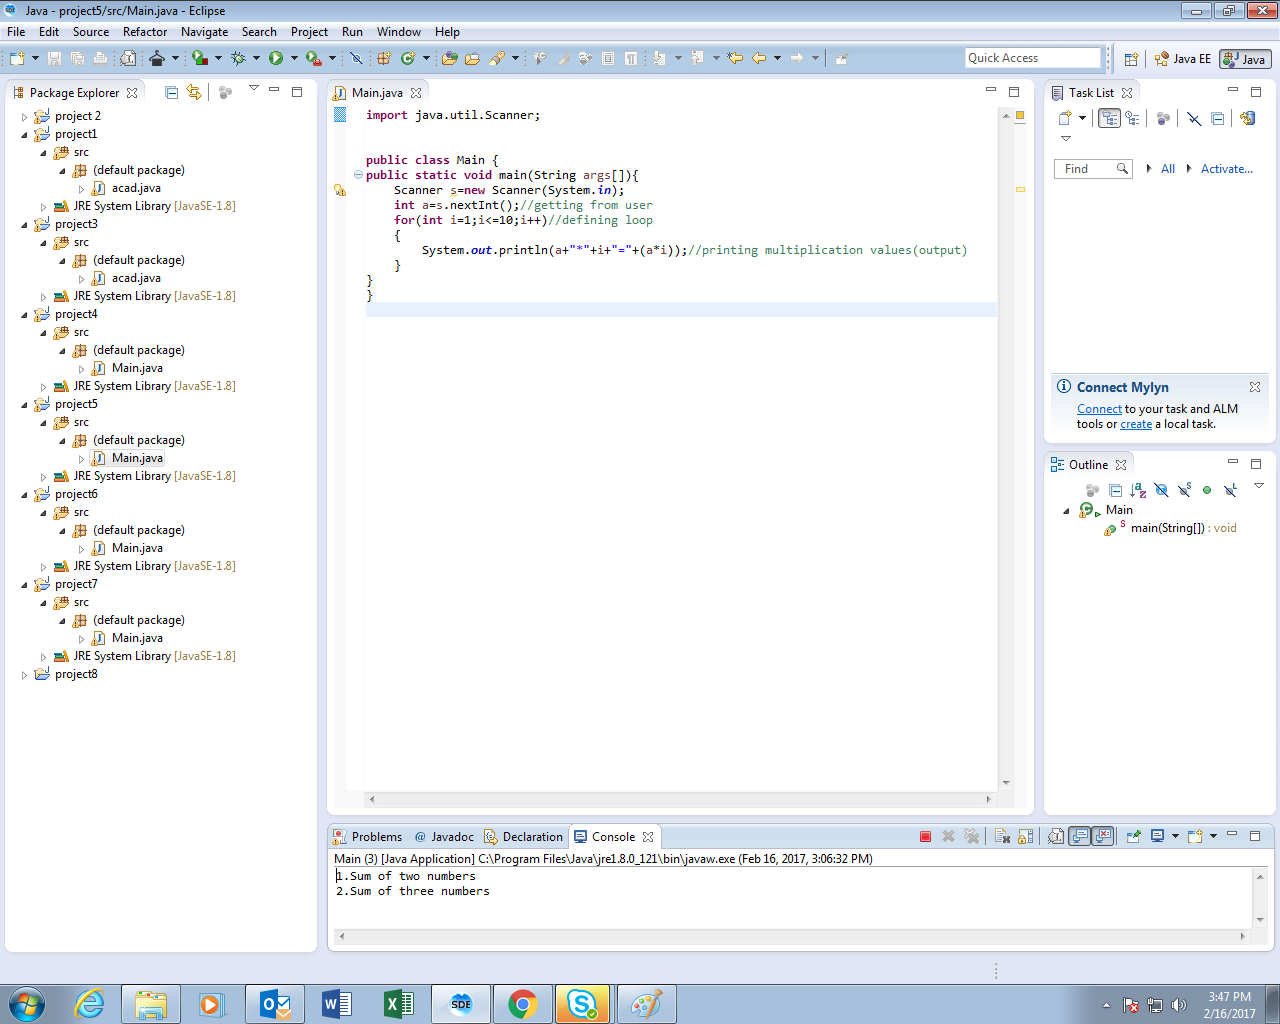 Java - project5/src/Main.java - Eclipse
File Edit Source Refactor Navigate Search Project Run Window Help
Quick Access
Java EE
Java
Package Explorer
project 2
project1
src
(default package)
acad.java
JRE System Library [JavaSE-1.8]
project3
src
(default package)
acad.java
JRE System Library [JavaSE-1.8]
project4
src
(default package)
Main.java
JRE System Library [JavaSE-1.8]
project5
src
(default package)
Main.java
JRE System Library [JavaSE-1.8]
project6
src
(default package)
Main.java
JRE System Library [JavaSE-1.8]
project7
src
(default package)
Main.java
JRE System Library [JavaSE-1.8]
project8
Main.java
import java.util.Scanner;
public class Main {
public static void main(String args[]){
Scanner s=new Scanner(System.in);
int a=s.nextInt();//getting from user
for(int i=1;i<=10;i++)//defining loop
{
System.out.println(a+"*"+i+"="+(a*i));//printing multiplication values(output)
}
}
}
Task List
Find
All
Activate...
Connect Mylyn
Connect to your task and ALM
tools or create a local task.
Outline
Main
main(String[]) : void
Problems @ Javadoc Declaration Console
Main (3) [Java Application] C:\Program Files\Java\jre1.8.0_121\bin\javaw.exe (Feb 16, 2017, 3:06:32 PM)
1.Sum of two numbers
2.Sum of three numbers
SDE
3:47 PM
2/16/2017